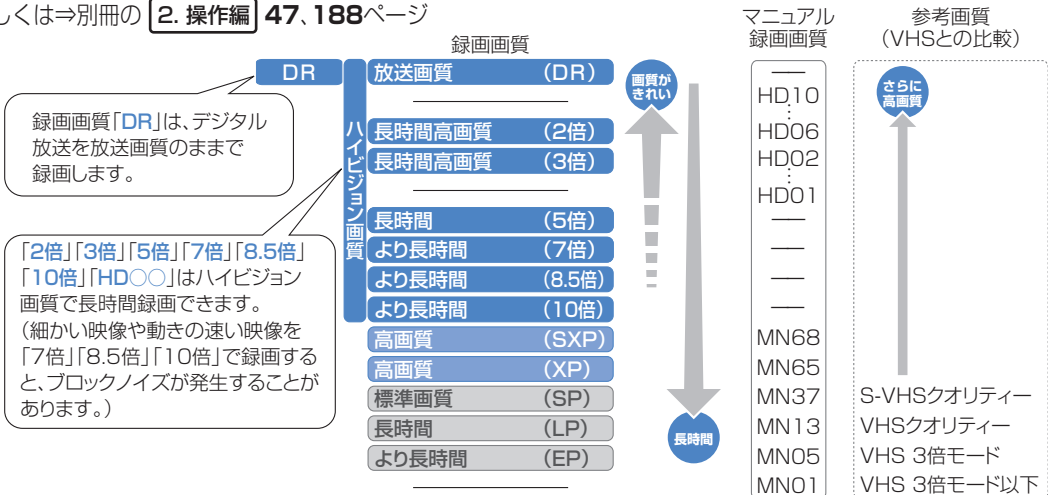 しくは⇒別冊の 2. 操作編 47、188ページ
録画画質
マニュアル
録画画質
参考画質
（VHSとの比較）
DR
ハイビジョン画質
放送画質 （DR）
長時間高画質 （2倍）
長時間高画質 （3倍）
長時間 （5倍）
より長時間 （7倍）
より長時間 （8.5倍）
より長時間 （10倍）
高画質 （SXP）
高画質 （XP）
標準画質 （SP）
長時間 （LP）
より長時間 （EP）
録画画質「DR」は、デジタル
放送を放送画質のままで
録画します。
「2倍」「3倍」「5倍」「7倍」「8.5倍」
「10倍」「HD○○」はハイビジョン
画質で長時間録画できます。
（細かい映像や動きの速い映像を
「7倍」「8.5倍」「10倍」で録画する
と、ブロックノイズが発生することが
あります。）
画質が
きれい
長時間
HD10
HD06
HD02
HD01
MN68
MN65
MN37
MN13
MN05
MN01
さらに
高画質
S-VHSクオリティー
VHSクオリティー
VHS 3倍モード
VHS 3倍モード以下